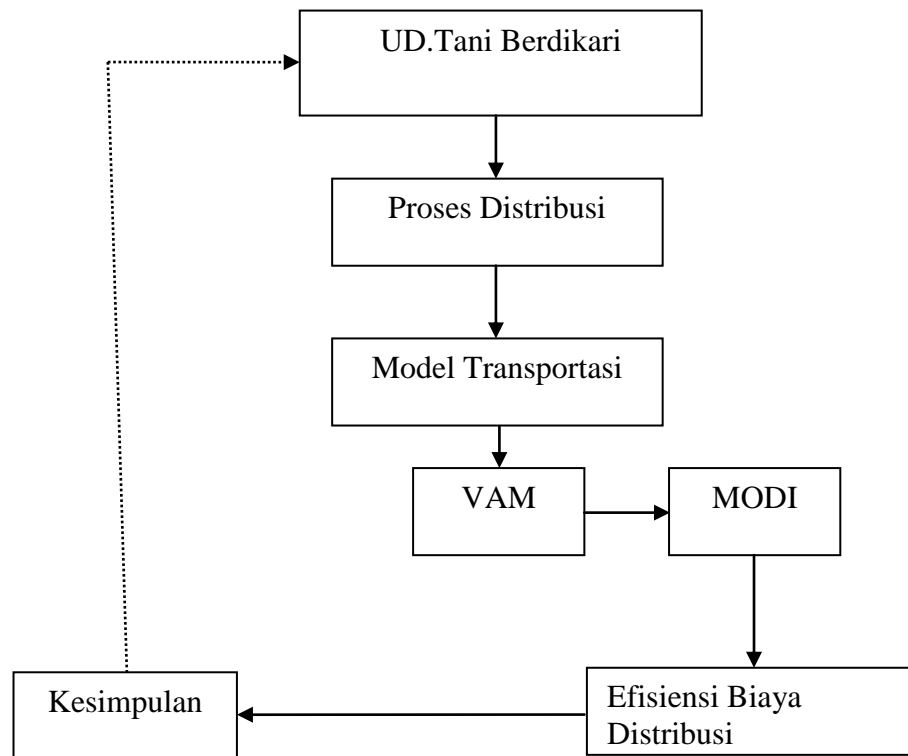 UD.Tani Berdikari
Proses Distribusi
Model Transportasi
VAM
MODI
Efisiensi Biaya
Distribusi
Kesimpulan